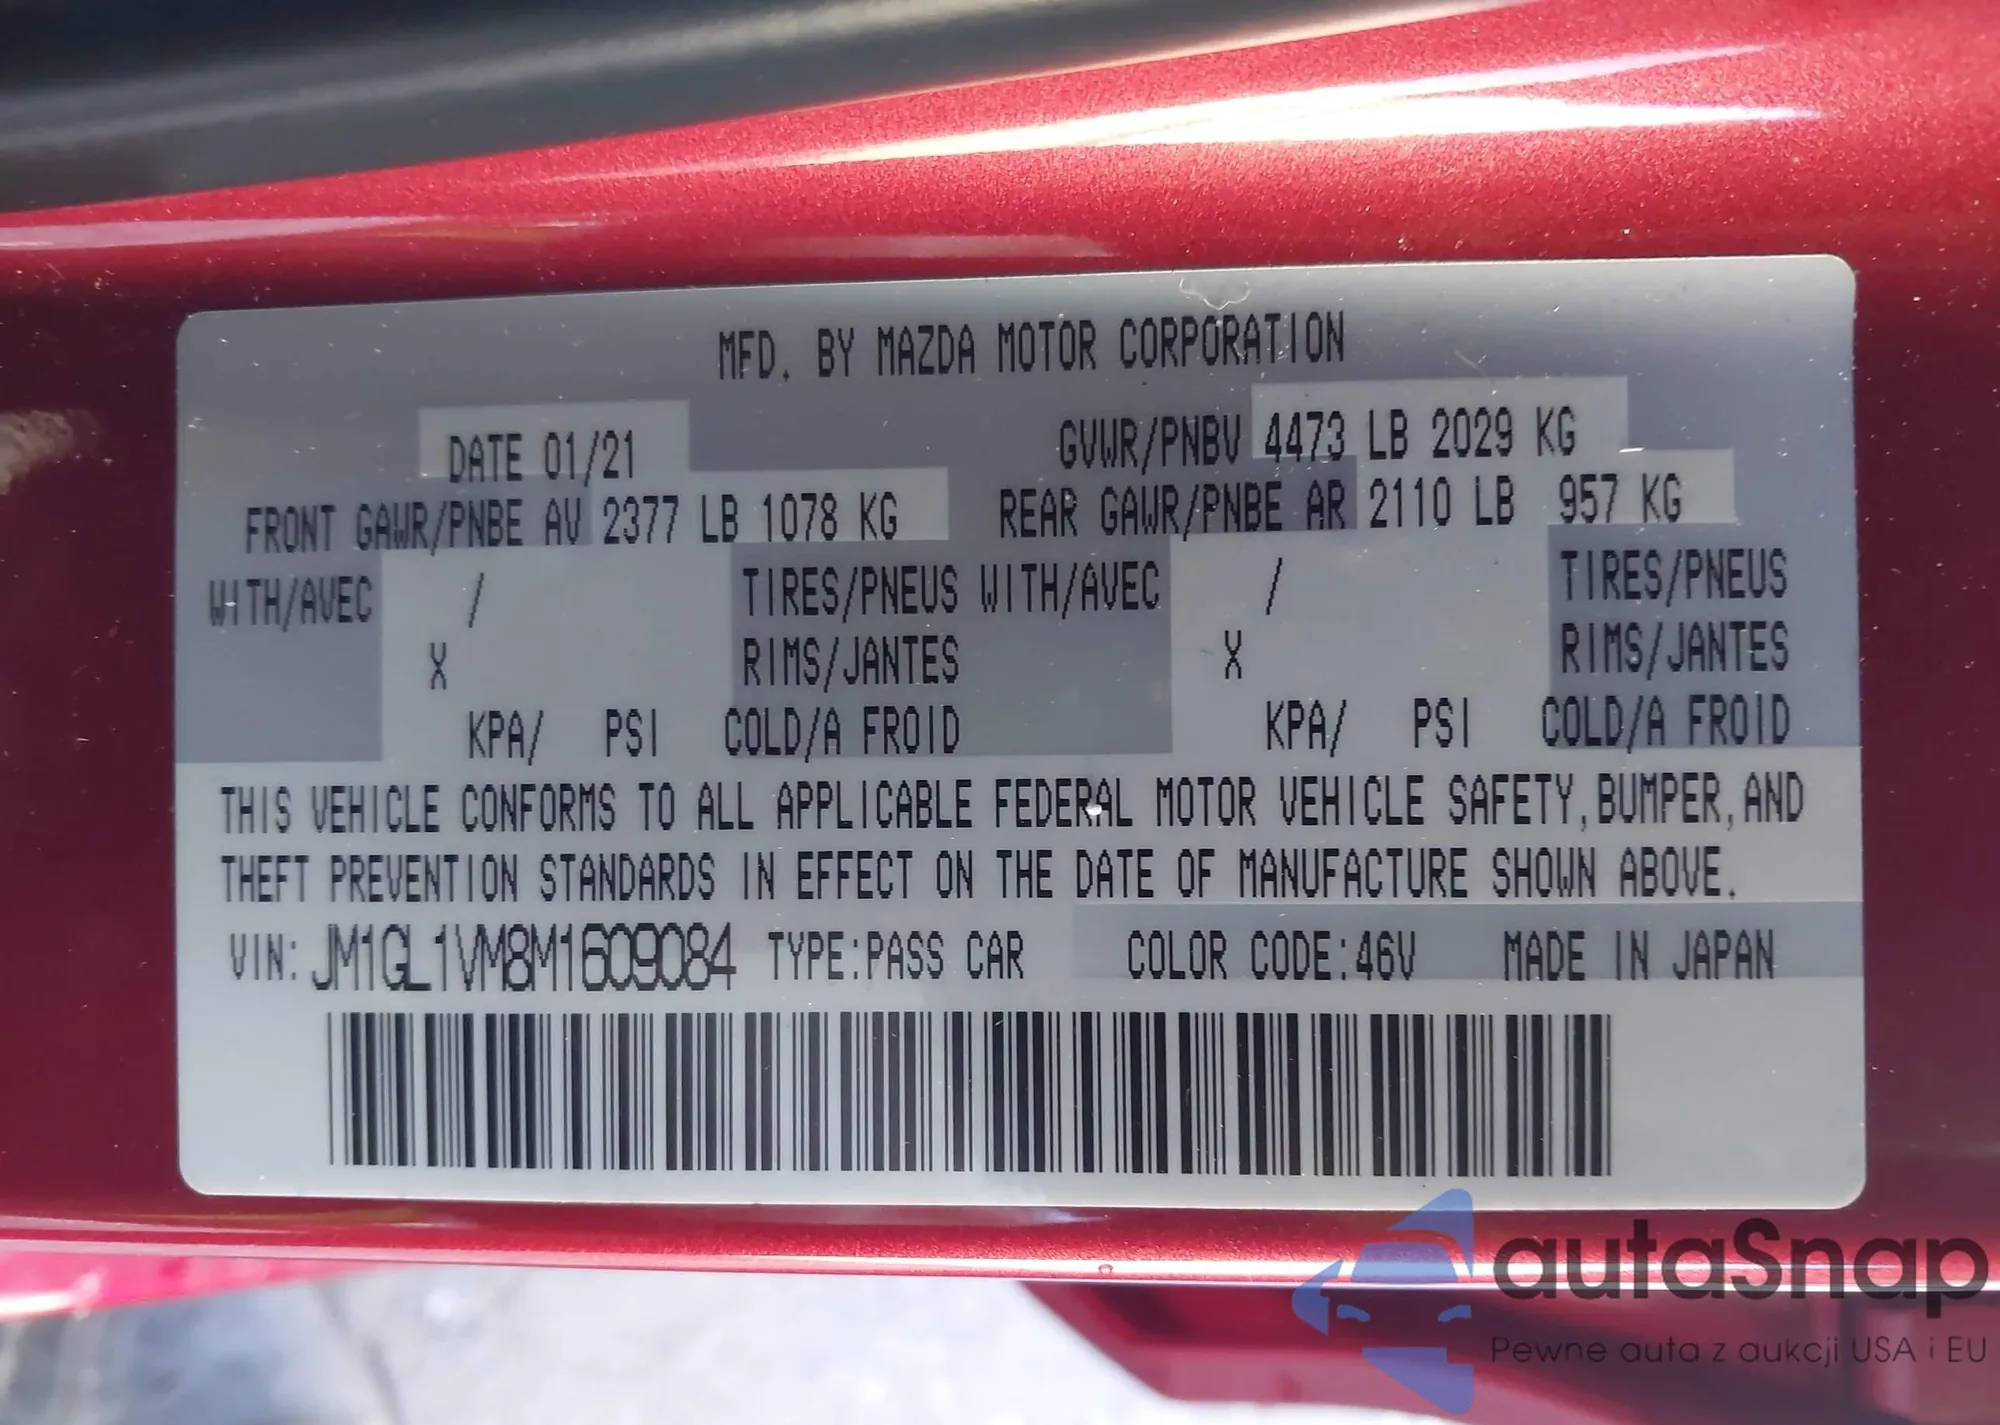 MFD. BY MAZDA MOTOR CORPORATION
DATE 01/21 GVWR/PNBV 4473 LB 2029 KG
FRONT GAWR/PNBE AV 2377 LB 1078 KG REAR GAWR/PNBE AR 2110 LB 957 KG
WITH/AVEC / TIRES/PNEUS WITH/AVEC / TIRES/PNEUS
X RIMS/JANTES X RIMS/JANTES
KPA/ PSI COLD/A FROID KPA/ PSI COLD/A FROID
THIS VEHICLE CONFORMS TO ALL APPLICABLE FEDERAL MOTOR VEHICLE SAFETY, BUMPER, AND
THEFT PREVENTION STANDARDS IN EFFECT ON THE DATE OF MANUFACTURE SHOWN ABOVE.
VIN: JM1GL1VM8M1609084 TYPE:PASS CAR COLOR CODE:46V MADE IN JAPAN
autaSnap
Pewne auta z aukcji USA i EU